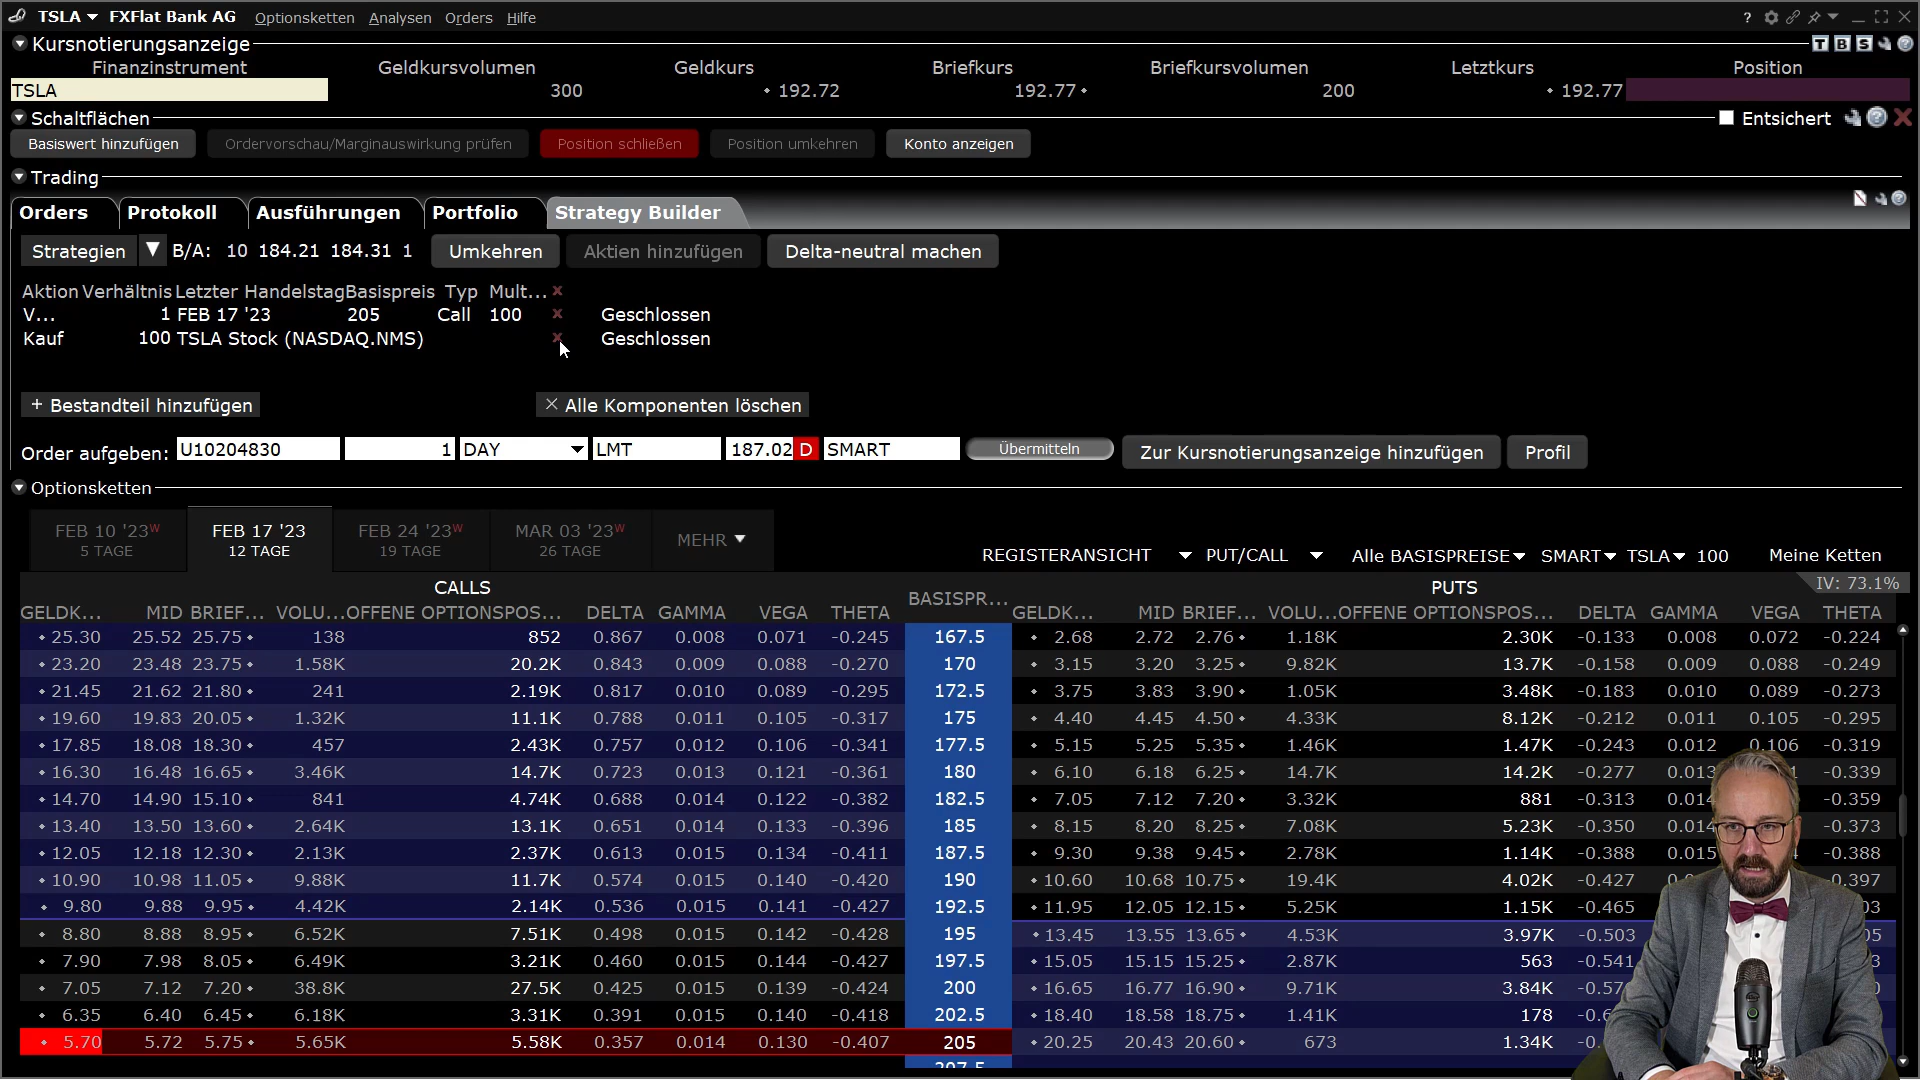 TSLA FXFlat Bank AG Optionsketten Analysen Orders Hilfe ?
Kursnotierungsanzeige T B S
Finanzinstrument Geldkursvolumen Geldkurs Briefkurs Briefkursvolumen Letztkurs Position
TSLA 300 192.72 192.77 200 192.77
Schaltflächen Entsichert
Basiswert hinzufügen Ordervorschau/Marginauswirkung prüfen Position schließen Position umkehren Konto anzeigen
Trading
Orders Protokoll Ausführungen Portfolio Strategy Builder
Strategien B/A: 10 184.21 184.31 1 Umkehren Aktien hinzufügen Delta-neutral machen
Aktion Verhältnis Letzter Handelstag Basispreis Typ Mult...
V... 1 FEB 17 '23 205 Call 100 Geschlossen
Kauf 100 TSLA Stock (NASDAQ.NMS) Geschlossen
+ Bestandteil hinzufügen × Alle Komponenten löschen
Order aufgeben: U10204830 1 DAY LMT 187.02 D SMART Übermitteln Zur Kursnotierungsanzeige hinzufügen Profil
Optionsketten
FEB 10 '23 W FEB 17 '23 FEB 24 '23 W MAR 03 '23 W MEHR
5 TAGE 12 TAGE 19 TAGE 26 TAGE
REGISTERANSICHT PUT/CALL Alle BASISPREISE SMART TSLA 100 Meine Ketten
CALLS PUTS IV: 73.1%
GELDK... MID BRIEF... VOLU... OFFENE OPTIONSPOS... DELTA GAMMA VEGA THETA BASISPR... GELDK... MID BRIEF... VOLU... OFFENE OPTIONSPOS... DELTA GAMMA VEGA THETA
25.30 25.52 25.75 138 852 0.867 0.008 0.071 -0.245 167.5 2.68 2.72 2.76 1.18K 2.30K -0.133 0.008 0.072 -0.224
23.20 23.48 23.75 1.58K 20.2K 0.843 0.009 0.088 -0.270 170 3.15 3.20 3.25 9.82K 13.7K -0.158 0.009 0.088 -0.249
21.45 21.62 21.80 241 2.19K 0.817 0.010 0.089 -0.295 172.5 3.75 3.83 3.90 1.05K 3.48K -0.183 0.010 0.089 -0.273
19.60 19.83 20.05 1.32K 11.1K 0.788 0.011 0.105 -0.317 175 4.40 4.45 4.50 4.33K 8.12K -0.212 0.011 0.105 -0.295
17.85 18.08 18.30 457 2.43K 0.757 0.012 0.106 -0.341 177.5 5.15 5.25 5.35 1.46K 1.47K -0.243 0.012 0.106 -0.319
16.30 16.48 16.65 3.46K 14.7K 0.723 0.013 0.121 -0.361 180 6.10 6.18 6.25 14.7K 14.2K -0.277 0.013 -0.339
14.70 14.90 15.10 841 4.74K 0.688 0.014 0.122 -0.382 182.5 7.05 7.12 7.20 3.32K 881 -0.313 0.014 -0.359
13.40 13.50 13.60 2.64K 13.1K 0.651 0.014 0.133 -0.396 185 8.15 8.20 8.25 7.08K 5.23K -0.350 0.014 -0.373
12.05 12.18 12.30 2.13K 2.37K 0.613 0.015 0.134 -0.411 187.5 9.30 9.38 9.45 2.78K 1.14K -0.388 0.015 -0.388
10.90 10.98 11.05 9.88K 11.7K 0.574 0.015 0.140 -0.420 190 10.60 10.68 10.75 19.4K 4.02K -0.427 .397
9.80 9.88 9.95 4.42K 2.14K 0.536 0.015 0.141 -0.427 192.5 11.95 12.05 12.15 5.25K 1.15K -0.465 03
8.80 8.88 8.95 6.52K 7.51K 0.498 0.015 0.142 -0.428 195 13.45 13.55 13.65 4.53K 3.97K -0.503 05
7.90 7.98 8.05 6.49K 3.21K 0.460 0.015 0.144 -0.427 197.5 15.05 15.15 15.25 2.87K 563 -0.541 3
7.05 7.12 7.20 38.8K 27.5K 0.425 0.015 0.139 -0.424 200 16.65 16.77 16.90 9.71K 3.84K -0.57
6.35 6.40 6.45 6.18K 3.31K 0.391 0.015 0.140 -0.418 202.5 18.40 18.58 18.75 1.41K 178
5.70 5.72 5.75 5.65K 5.58K 0.357 0.014 0.130 -0.407 205 20.25 20.43 20.60 673 1.34K